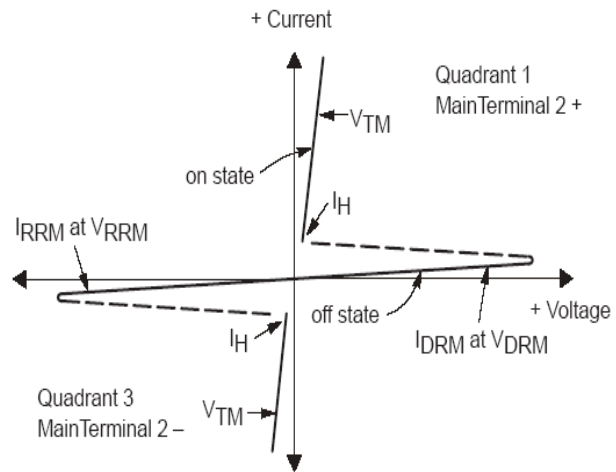 + Current
Quadrant 1
MainTerminal 2 +
VTM
on state
IH
IRRM at VRRM
+ Voltage
off state
IH
IDRM at VDRM
Quadrant 3
MainTerminal 2 –
VTM